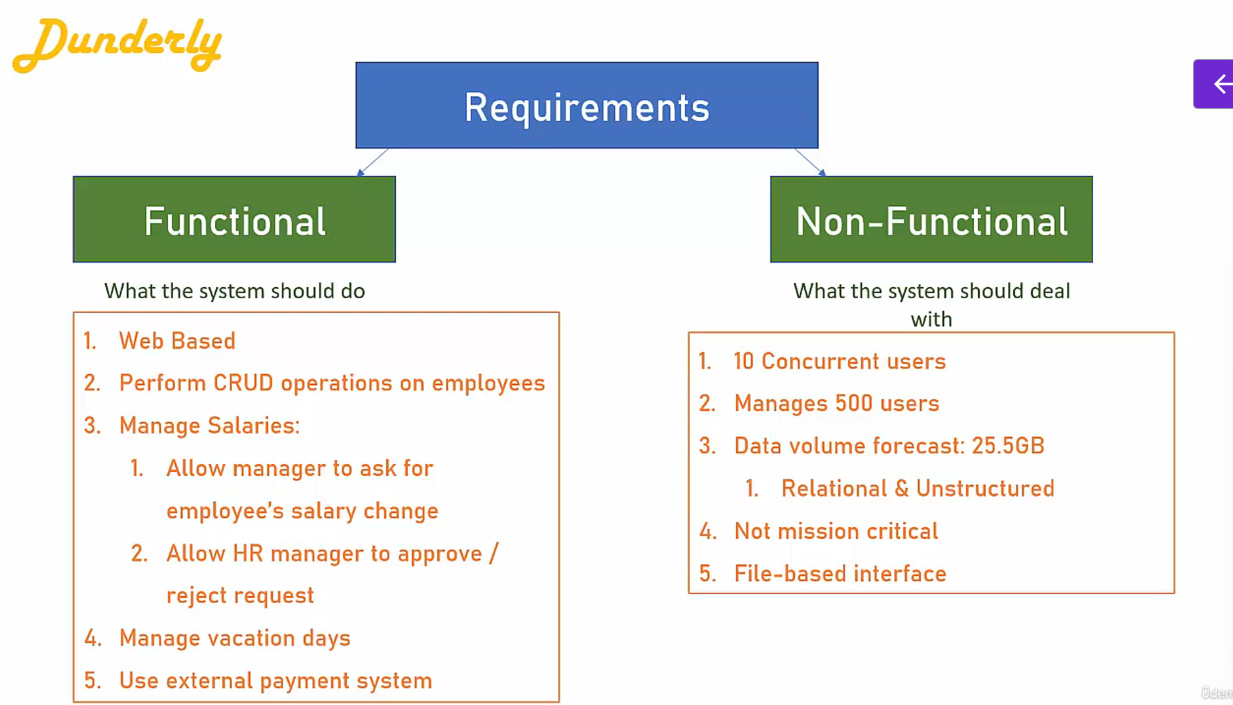 Dunderly
Requirements
Functional
Non-Functional
What the system should do
1. Web Based
2. Perform CRUD operations on employees
3. Manage Salaries:
1. Allow manager to ask for
employee's salary change
2. Allow HR manager to approve /
reject request
4. Manage vacation days
5. Use external payment system
What the system should deal
with
1. 10 Concurrent users
2. Manages 500 users
3. Data volume forecast: 25.5GB
1. Relational & Unstructured
4. Not mission critical
5. File-based interface